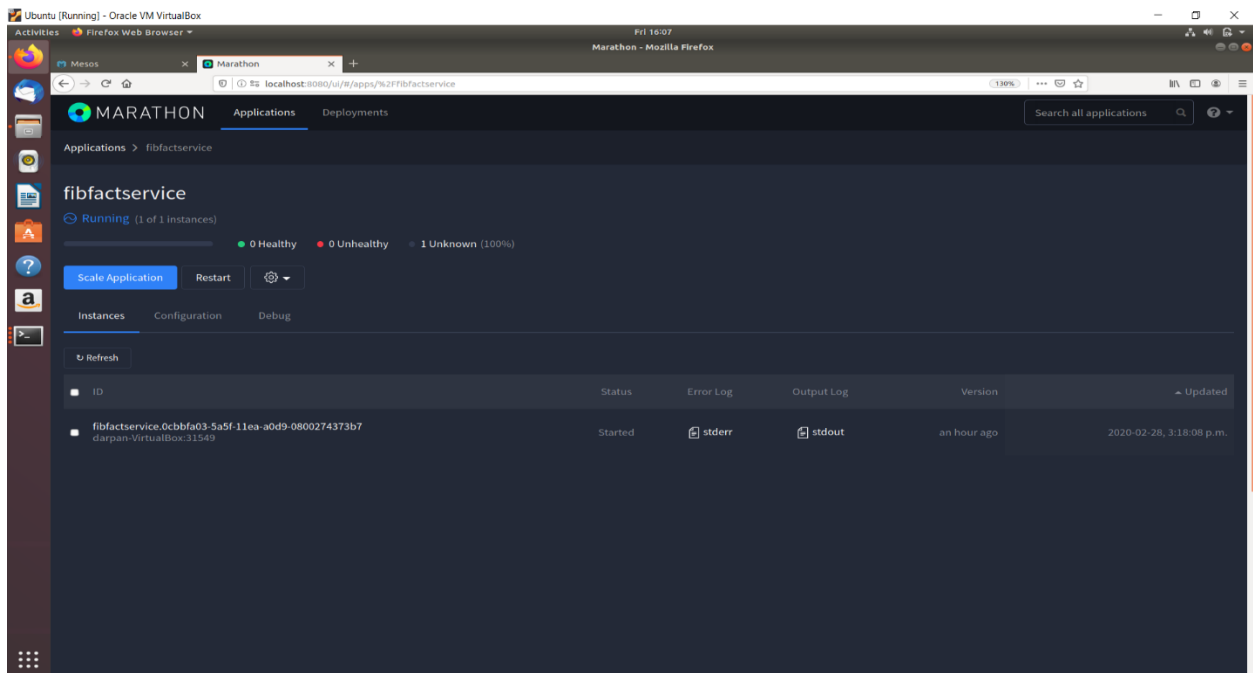 Ubuntu [Running] - Oracle VM VirtualBox
Activities Firefox Web Browser Fri 16:07
Marathon - Mozilla Firefox
Mesos Marathon
localhost:8080/ui/#/apps/%2Ffibfactservice 130%
MARATHON Applications Deployments Search all applications
Applications > fibfactservice
fibfactservice
Running (1 of 1 instances)
0 Healthy 0 Unhealthy 1 Unknown (100%)
Scale Application Restart
Instances Configuration Debug
Refresh
ID Status Error Log Output Log Version Updated
fibfactservice.0cbbfa03-5a5f-11ea-a0d9-0800274373b7
darpan-VirtualBox:31549 Started stderr stdout an hour ago 2020-02-28, 3:18:08 p.m.